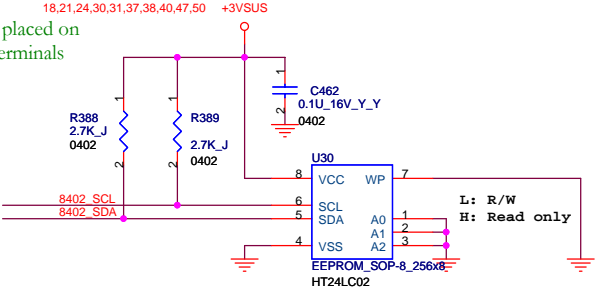 18,21,24,30,31,37,38,40,47,50 +3VSUS
placed on
erminals
1
C462
0.1U_16V_Y_Y
2
0402
1
R388
2.7K_J
0402
2
1
R389
2.7K_J
0402
2
U30
8 VCC WP 7
8402_SCL 6 SCL
8402_SDA 5 SDA A0 1
A1 2
4 VSS A2 3
L: R/W
H: Read only
EEPROM_SOP-8_256x8
HT24LC02